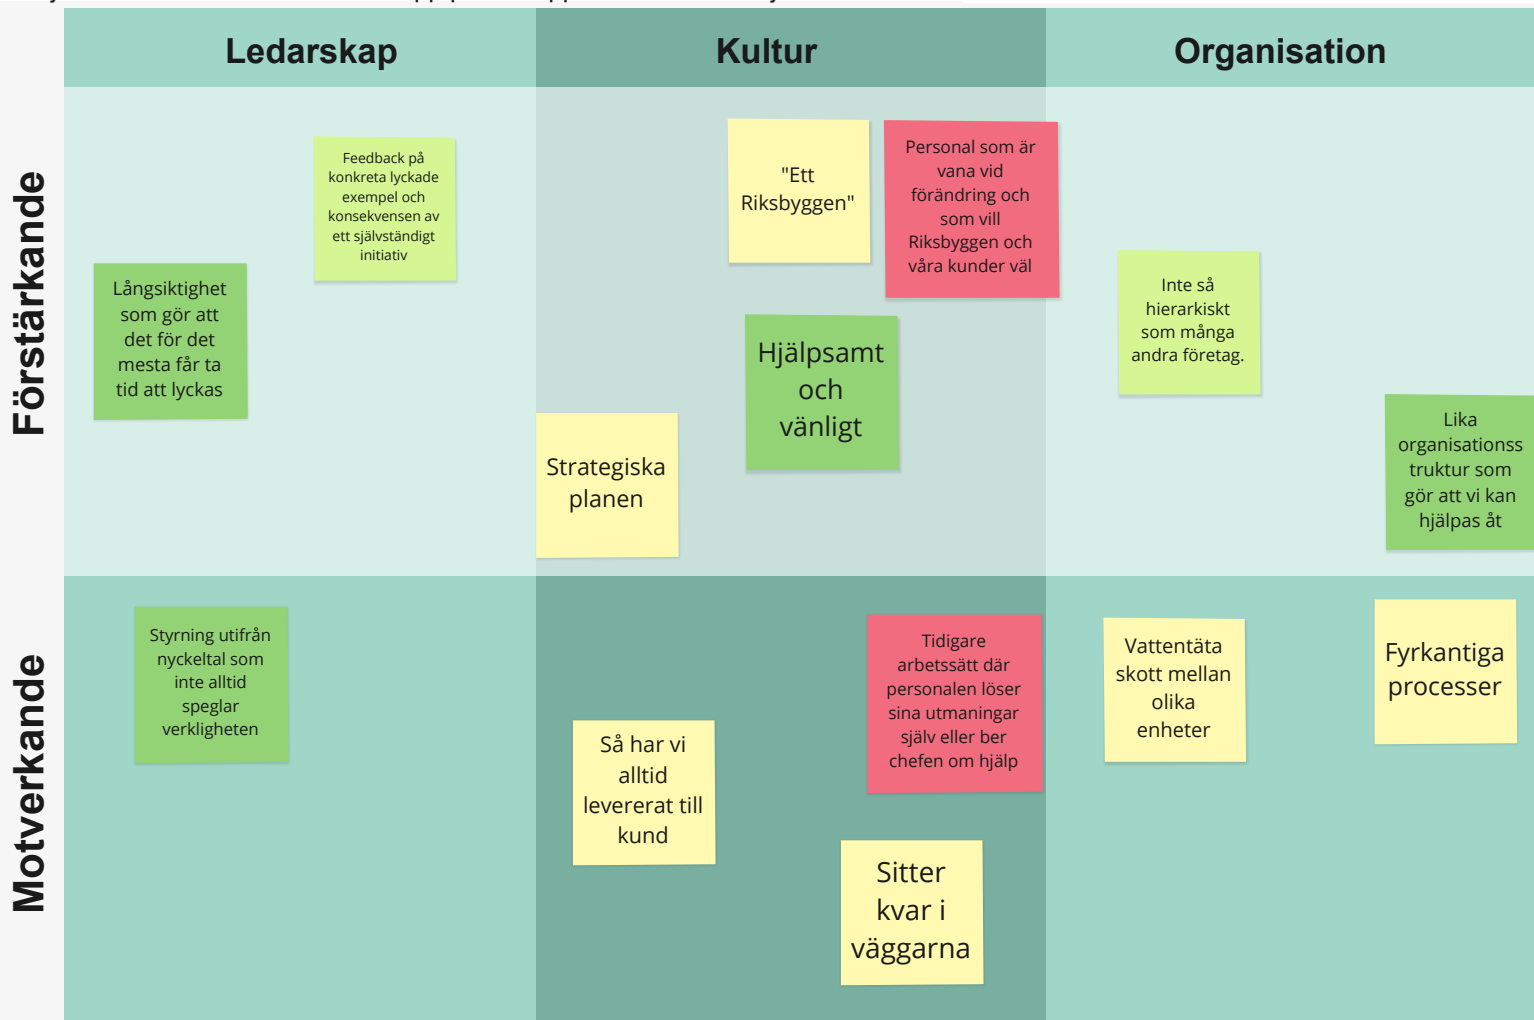 Ledarskap
Kultur
Organisation
Förstärkande
Feedback på
konkreta lyckade
exempel och
konsekvensen av
ett självständigt
initiativ
Långsiktighet
som gör att
det för det
mesta får ta
tid att lyckas
"Ett
Riksbyggen"
Personal som är
vana vid
förändring och
som vill
Riksbyggen och
våra kunder väl
Hjälpsamt
och
vänligt
Strategiska
planen
Inte så
hierarkiskt
som många
andra företag.
Lika
organisationss
truktur som
gör att vi kan
hjälpas åt
Motverkande
Styrning utifrån
nyckeltal som
inte alltid
speglar
verkligheten
Så har vi
alltid
levererat till
kund
Tidigare
arbetssätt där
personalen löser
sina utmaningar
själv eller ber
chefen om hjälp
Sitter
kvar i
väggarna
Vattentäta
skott mellan
olika
enheter
Fyrkantiga
processer